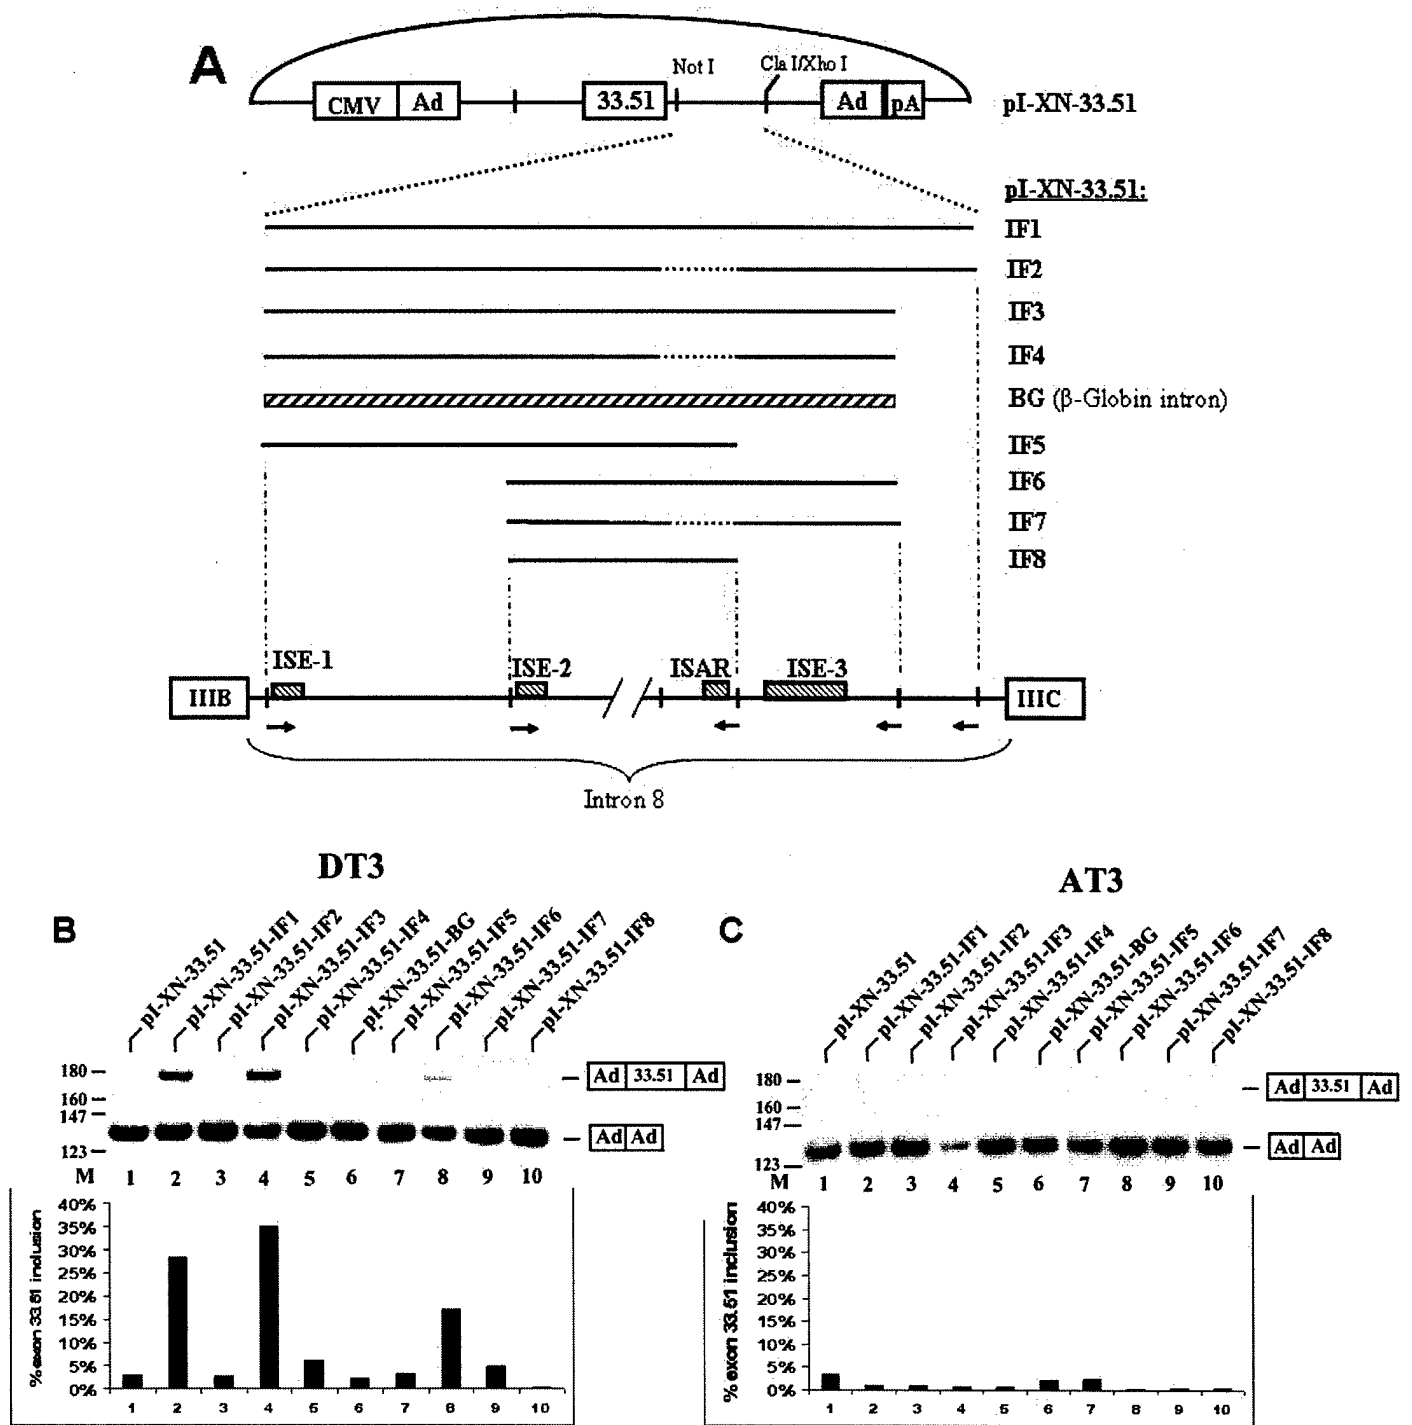 A
Not I
Cla I/Xho I
CMV
Ad
33.51
Ad
pA
pI-XN-33.51
pI-XN-33.51:
IF1
IF2
IF3
IF4
BG (β-Globin intron)
IF5
IF6
IF7
IF8
ISE-1
ISE-2
ISAR
ISE-3
IIIB
IIIC
Intron 8
DT3
B
pI-XN-33.51
pI-XN-33.51-IF1
pI-XN-33.51-IF2
pI-XN-33.51-IF3
pI-XN-33.51-IF4
pI-XN-33.51-BG
pI-XN-33.51-IF5
pI-XN-33.51-IF6
pI-XN-33.51-IF7
pI-XN-33.51-IF8
180
160
147
123
Ad 33.51 Ad
Ad Ad
M 1 2 3 4 5 6 7 8 9 10
% exon 33.51 inclusion
40%
35%
30%
25%
20%
15%
10%
5%
0%
1 2 3 4 5 6 7 8 9 10
AT3
C
pI-XN-33.51
pI-XN-33.51-IF1
pI-XN-33.51-IF2
pI-XN-33.51-IF3
pI-XN-33.51-IF4
pI-XN-33.51-BG
pI-XN-33.51-IF5
pI-XN-33.51-IF6
pI-XN-33.51-IF7
pI-XN-33.51-IF8
180
160
147
123
Ad 33.51 Ad
Ad Ad
M 1 2 3 4 5 6 7 8 9 10
% exon 33.51 inclusion
40%
35%
30%
25%
20%
15%
10%
5%
0%
1 2 3 4 5 6 7 8 9 10